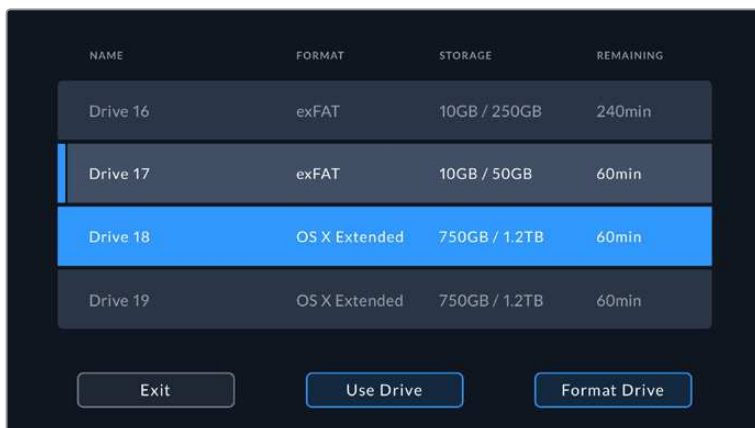 NAME FORMAT STORAGE REMAINING
Drive 16 exFAT 10GB / 250GB 240min
Drive 17 exFAT 10GB / 50GB 60min
Drive 18 OS X Extended 750GB / 1.2TB 60min
Drive 19 OS X Extended 750GB / 1.2TB 60min
Exit Use Drive Format Drive